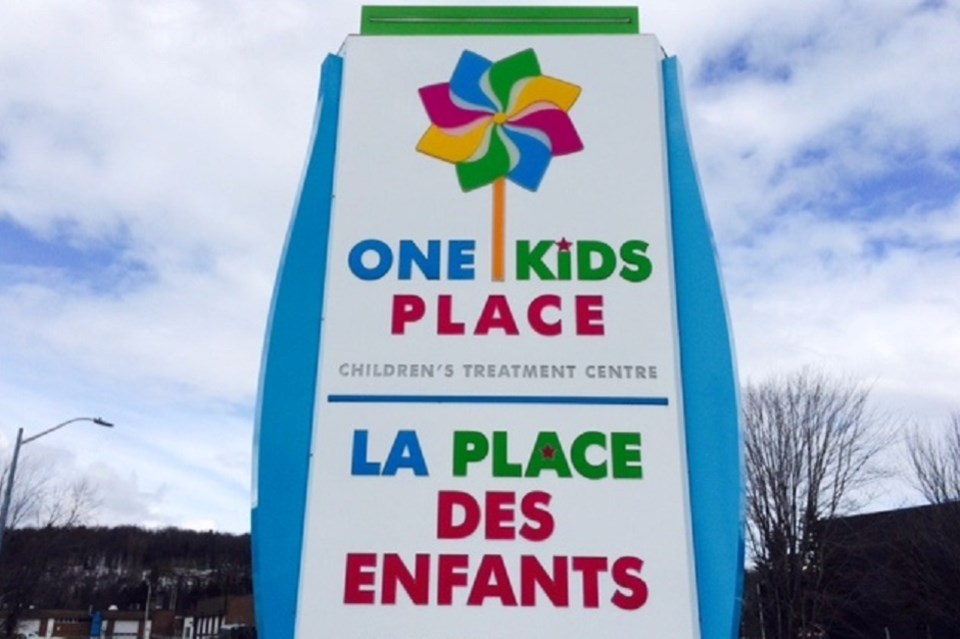 ONE KiDS
PLACE
CHILDREN'S TREATMENT CENTRE
LA PLACE
DES
ENFANTS